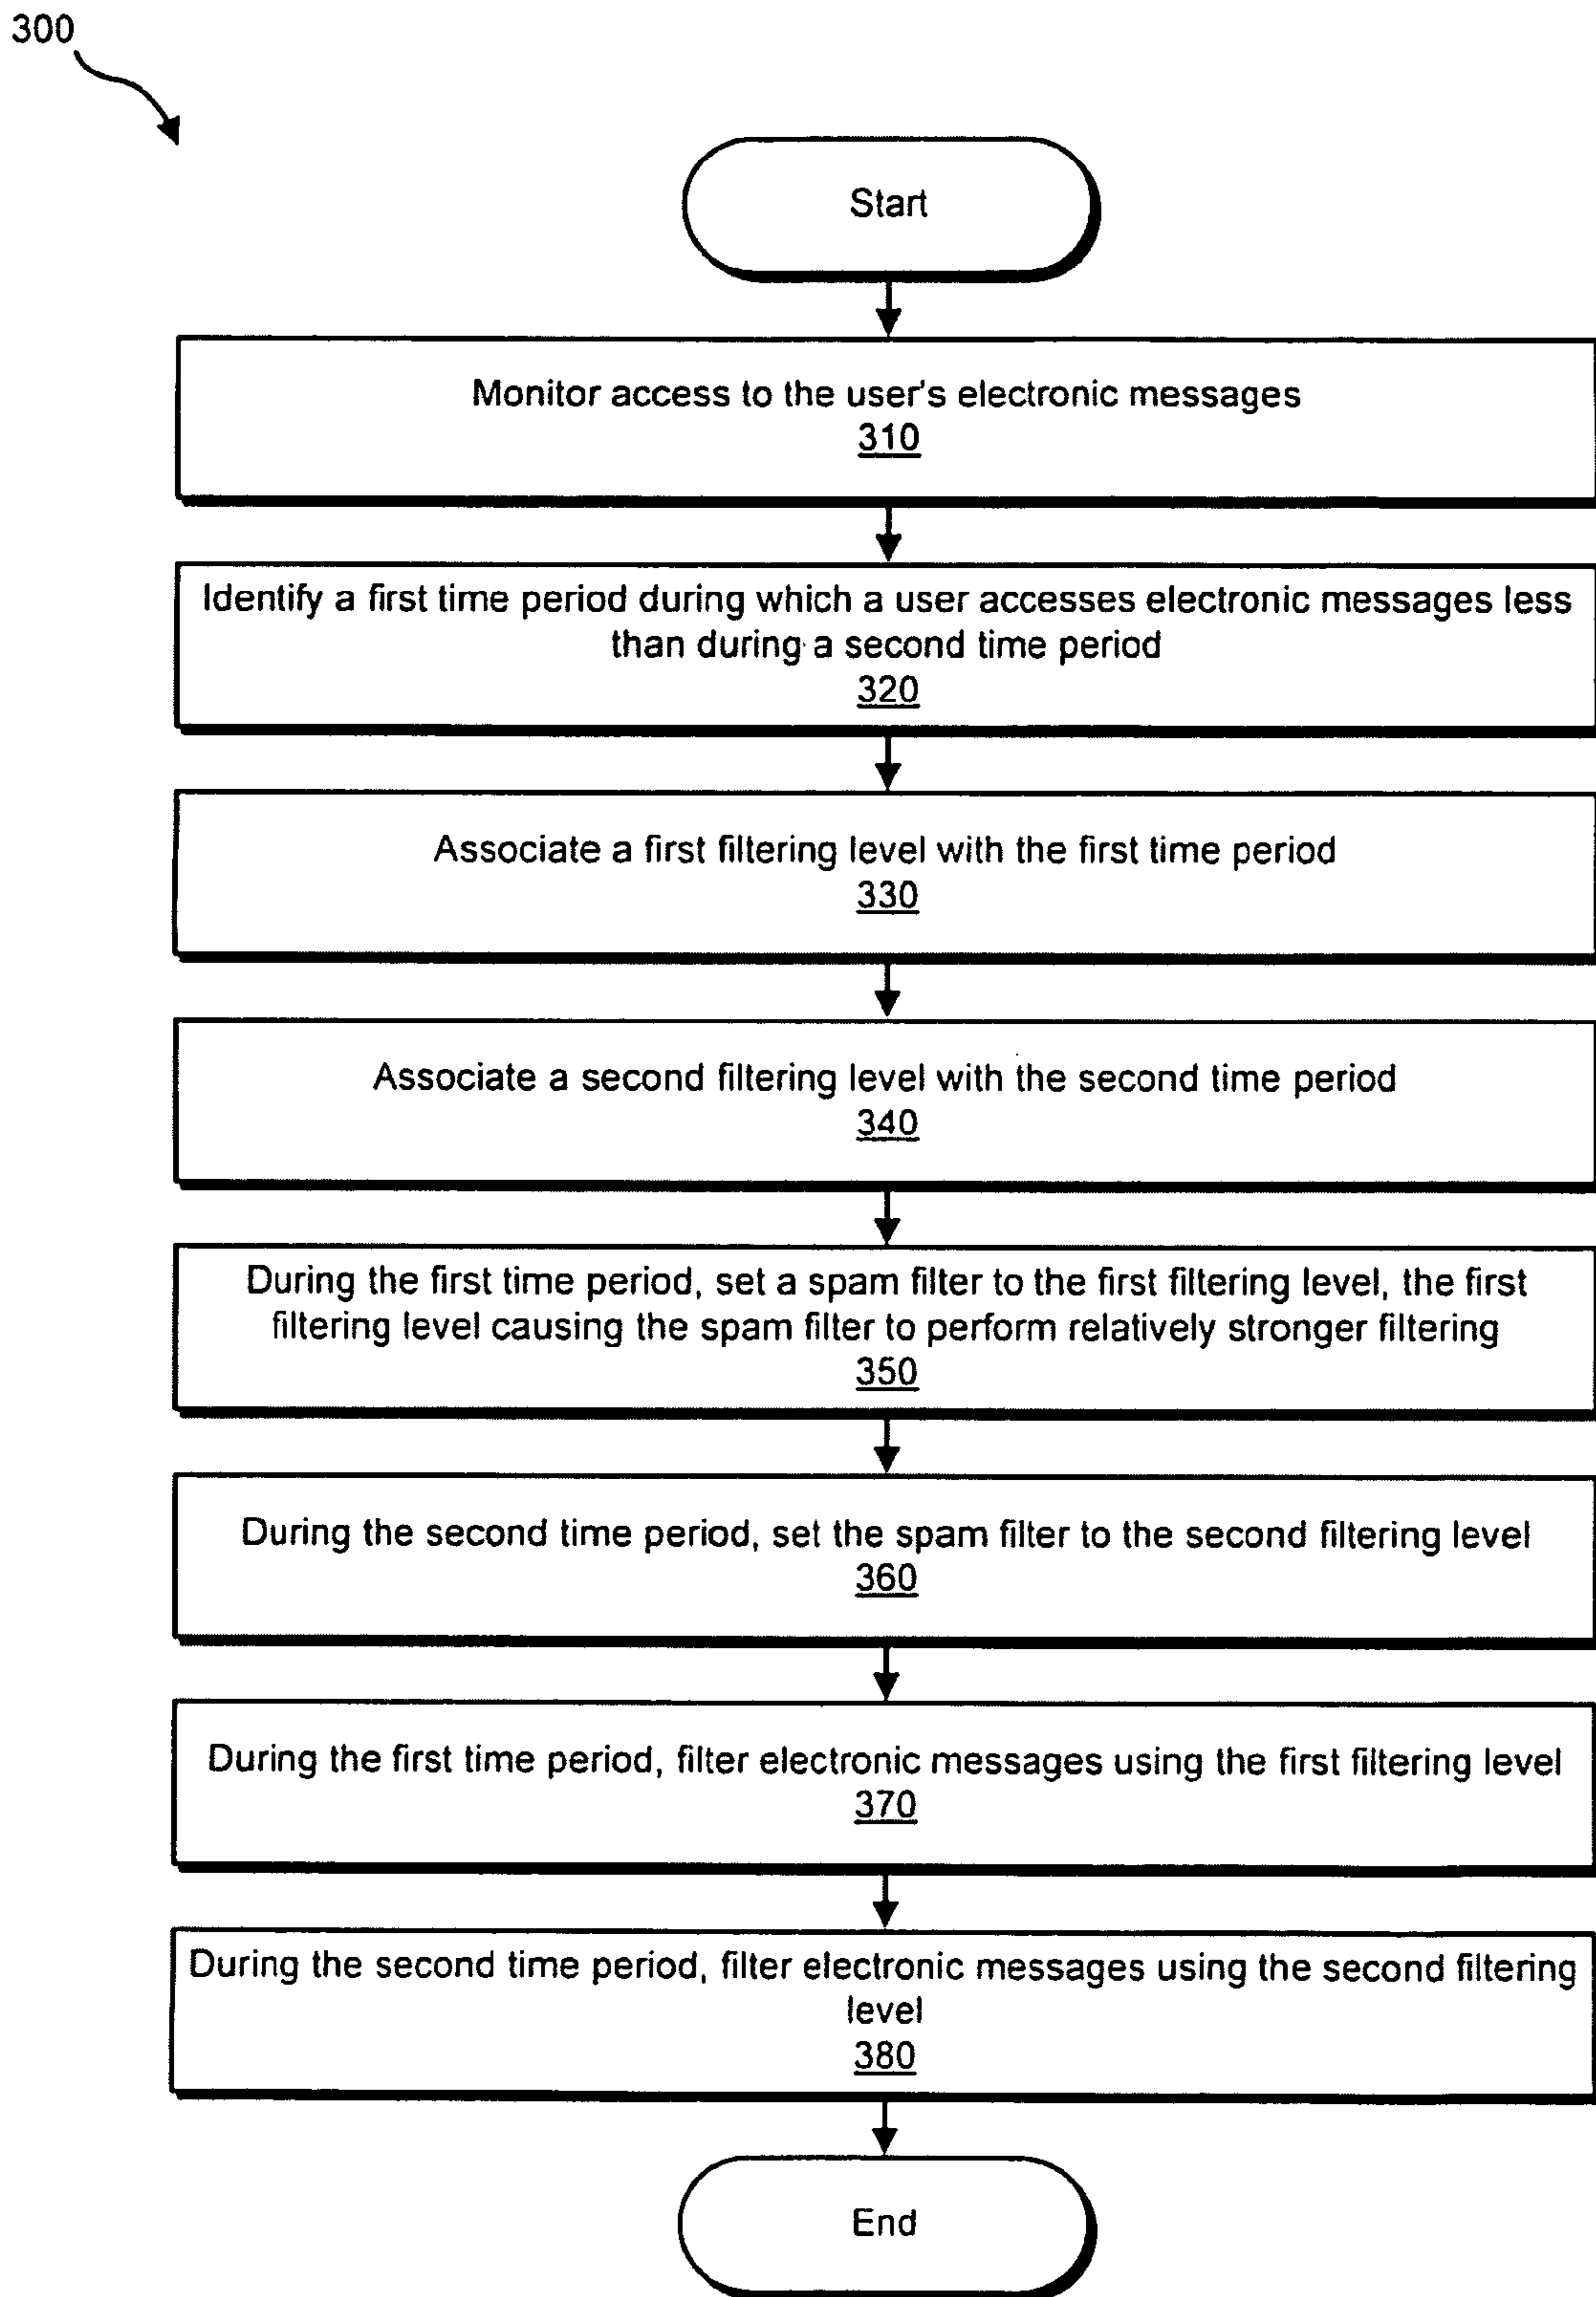 300
Start
Monitor access to the user's electronic messages
310
Identify a first time period during which a user accesses electronic messages less
than during a second time period
320
Associate a first filtering level with the first time period
330
Associate a second filtering level with the second time period
340
During the first time period, set a spam filter to the first filtering level, the first
filtering level causing the spam filter to perform relatively stronger filtering
350
During the second time period, set the spam filter to the second filtering level
360
During the first time period, filter electronic messages using the first filtering level
370
During the second time period, filter electronic messages using the second filtering
level
380
End